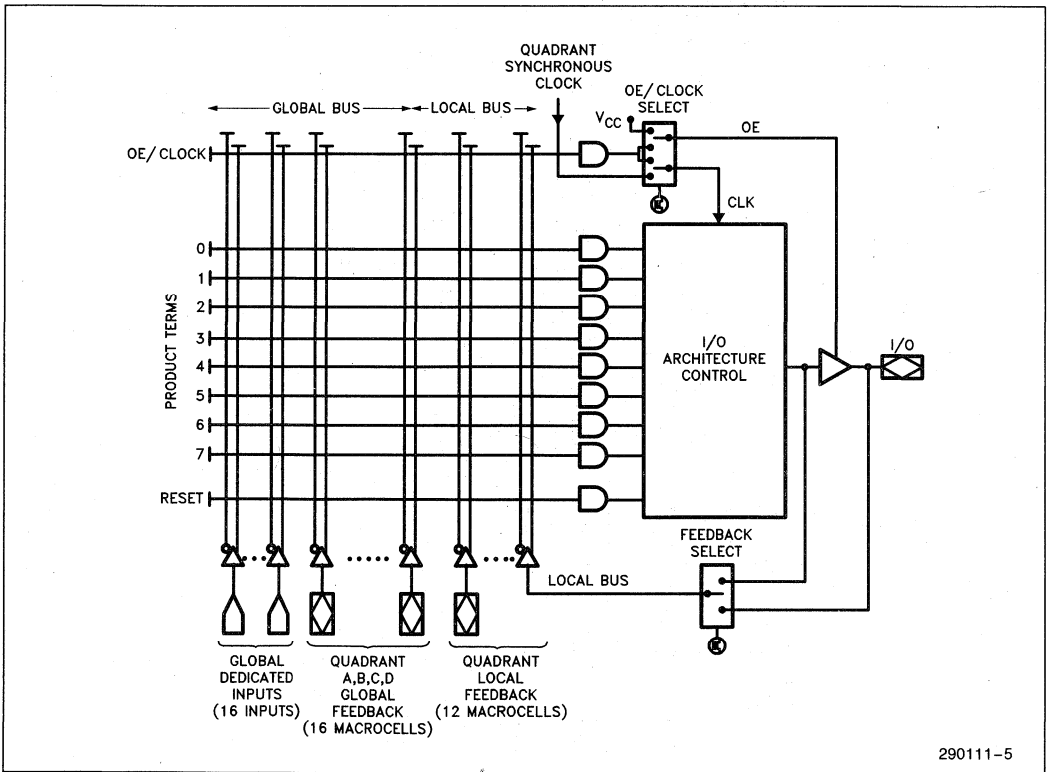 QUADRANT
SYNCHRONOUS
CLOCK
OE/CLOCK
SELECT
GLOBAL BUS
LOCAL BUS
VCC
OE
OE/CLOCK
CLK
PRODUCT TERMS
0
1
2
3
4
5
6
7
RESET
I/O
ARCHITECTURE
CONTROL
I/O
FEEDBACK
SELECT
LOCAL BUS
GLOBAL
DEDICATED
INPUTS
(16 INPUTS)
QUADRANT
A,B,C,D
GLOBAL
FEEDBACK
(16 MACROCELLS)
QUADRANT
LOCAL
FEEDBACK
(12 MACROCELLS)
290111-5